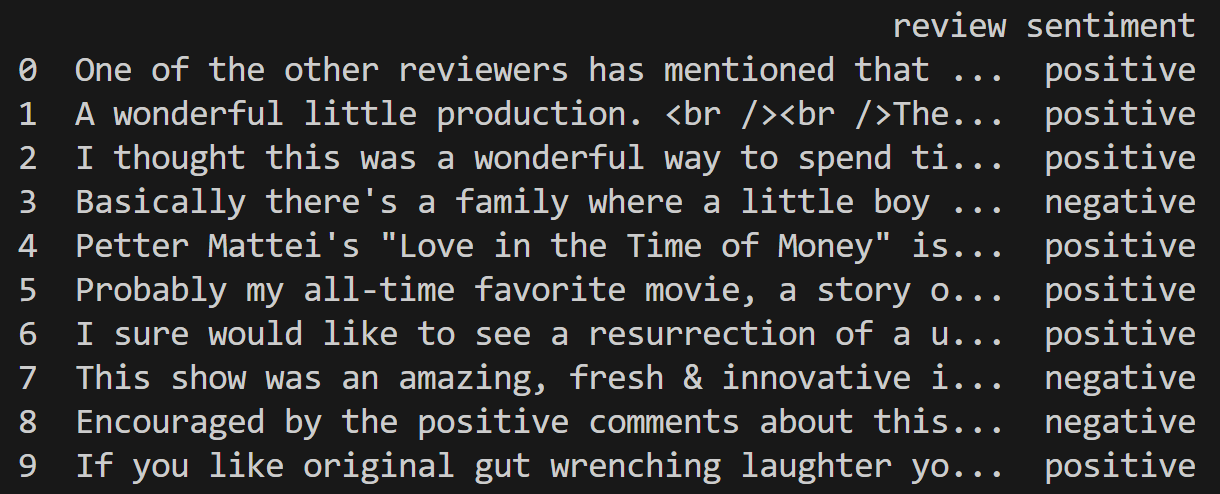 review sentiment
0 One of the other reviewers has mentioned that ... positive
1 A wonderful little production. <br /><br />The... positive
2 I thought this was a wonderful way to spend ti... positive
3 Basically there's a family where a little boy ... negative
4 Petter Mattei's "Love in the Time of Money" is... positive
5 Probably my all-time favorite movie, a story o... positive
6 I sure would like to see a resurrection of a u... positive
7 This show was an amazing, fresh & innovative i... negative
8 Encouraged by the positive comments about this... negative
9 If you like original gut wrenching laughter yo... positive